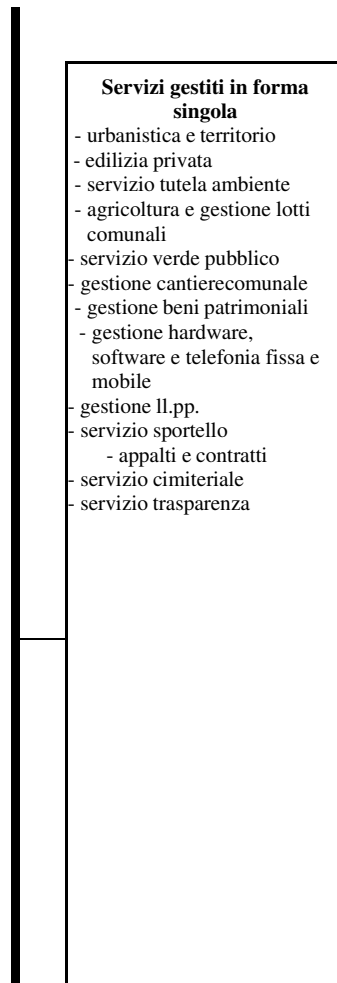 Servizi gestiti in forma
singola
- urbanistica e territorio
- edilizia privata
- servizio tutela ambiente
- agricoltura e gestione lotti
comunali
- servizio verde pubblico
- gestione cantierecomunale
- gestione beni patrimoniali
- gestione hardware,
software e telefonia fissa e
mobile
- gestione ll.pp.
- servizio sportello
- appalti e contratti
- servizio cimiteriale
- servizio trasparenza